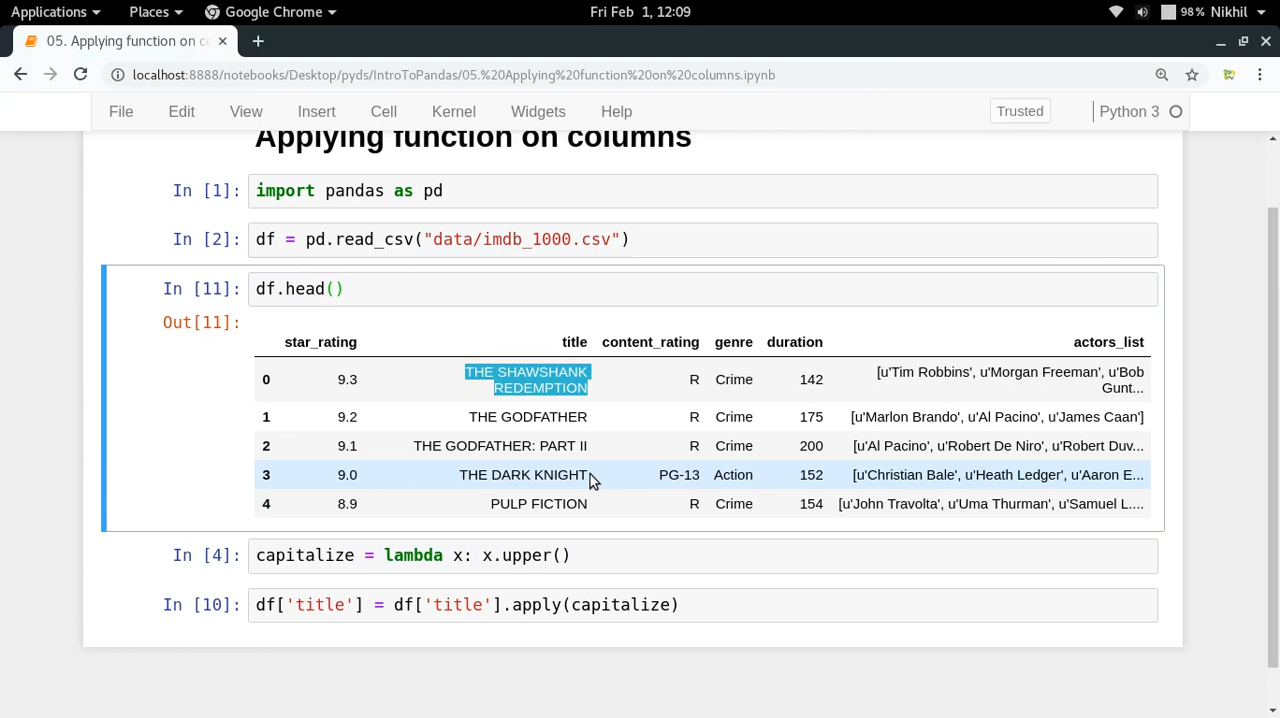 Applications Places Google Chrome Fri Feb 1, 12:09 98% Nikhil
05. Applying function on c
localhost:8888/notebooks/Desktop/pyds/IntroToPandas/05.%20Applying%20function%20on%20columns.ipynb
File Edit View Insert Cell Kernel Widgets Help Trusted Python 3
Applying function on columns
In [1]: import pandas as pd
In [2]: df = pd.read_csv("data/imdb_1000.csv")
In [11]: df.head()
Out[11]:
star_rating title content_rating genre duration actors_list
0 9.3 THE SHAWSHANK REDEMPTION R Crime 142 [u'Tim Robbins', u'Morgan Freeman', u'Bob Gunt...
1 9.2 THE GODFATHER R Crime 175 [u'Marlon Brando', u'Al Pacino', u'James Caan']
2 9.1 THE GODFATHER: PART II R Crime 200 [u'Al Pacino', u'Robert De Niro', u'Robert Duv...
3 9.0 THE DARK KNIGHT PG-13 Action 152 [u'Christian Bale', u'Heath Ledger', u'Aaron E...
4 8.9 PULP FICTION R Crime 154 [u'John Travolta', u'Uma Thurman', u'Samuel L....
In [4]: capitalize = lambda x: x.upper()
In [10]: df['title'] = df['title'].apply(capitalize)